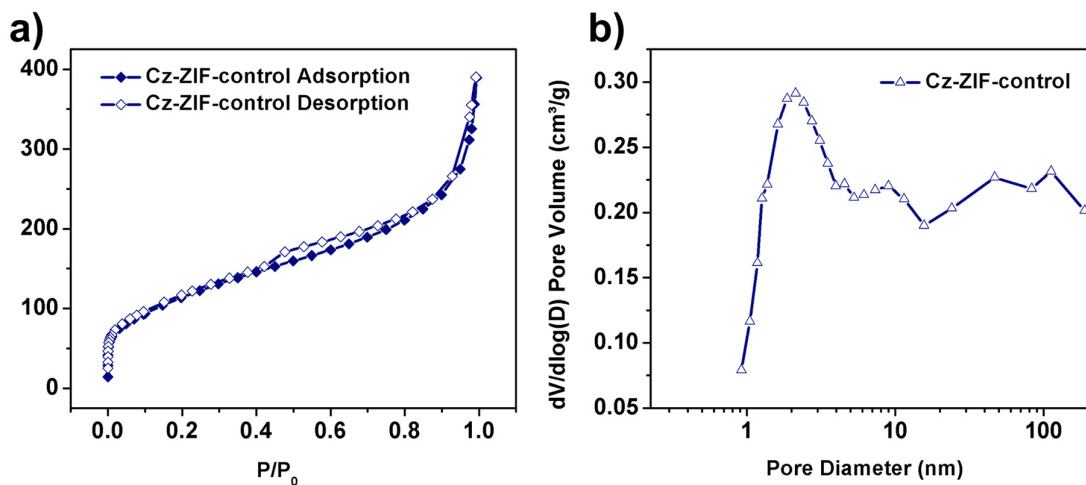 a)
Cz-ZIF-control Adsorption
Cz-ZIF-control Desorption
400
300
200
100
0
0.0 0.2 0.4 0.6 0.8 1.0
P/P₀
b)
Cz-ZIF-control
dV/dlog(D) Pore Volume (cm³/g)
0.30
0.25
0.20
0.15
0.10
0.05
1 10 100
Pore Diameter (nm)